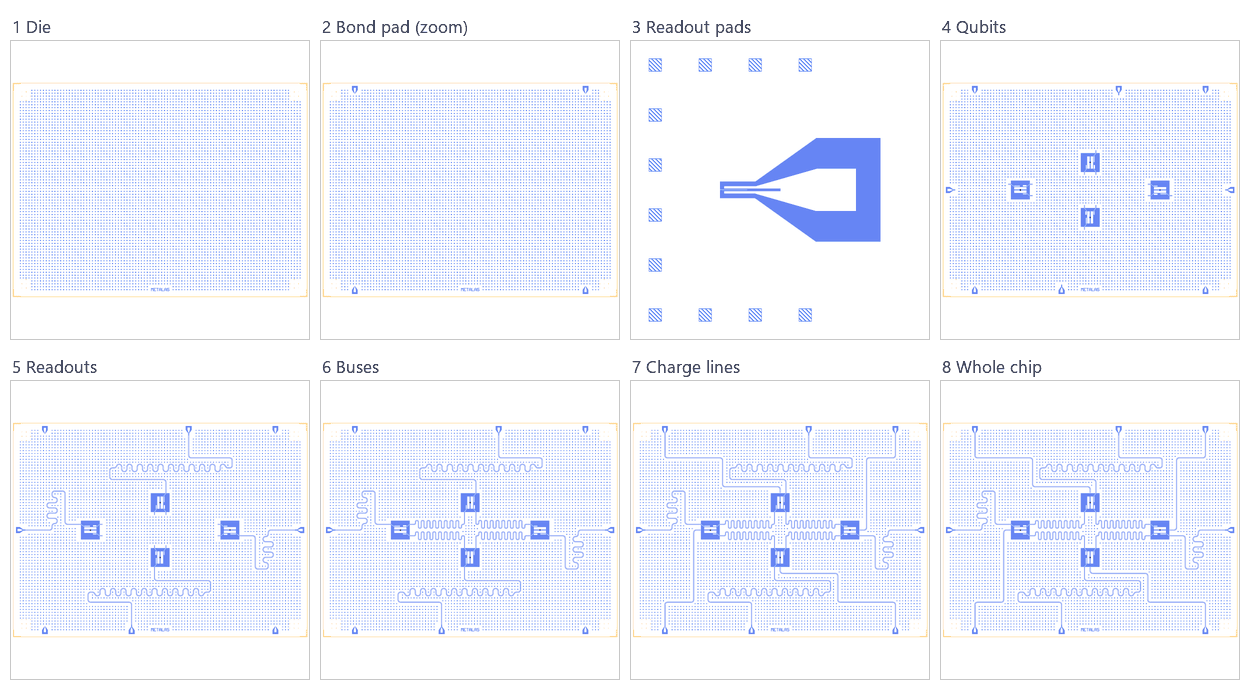 1 Die
2 Bond pad (zoom)
3 Readout pads
4 Qubits
5 Readouts
6 Buses
7 Charge lines
8 Whole chip